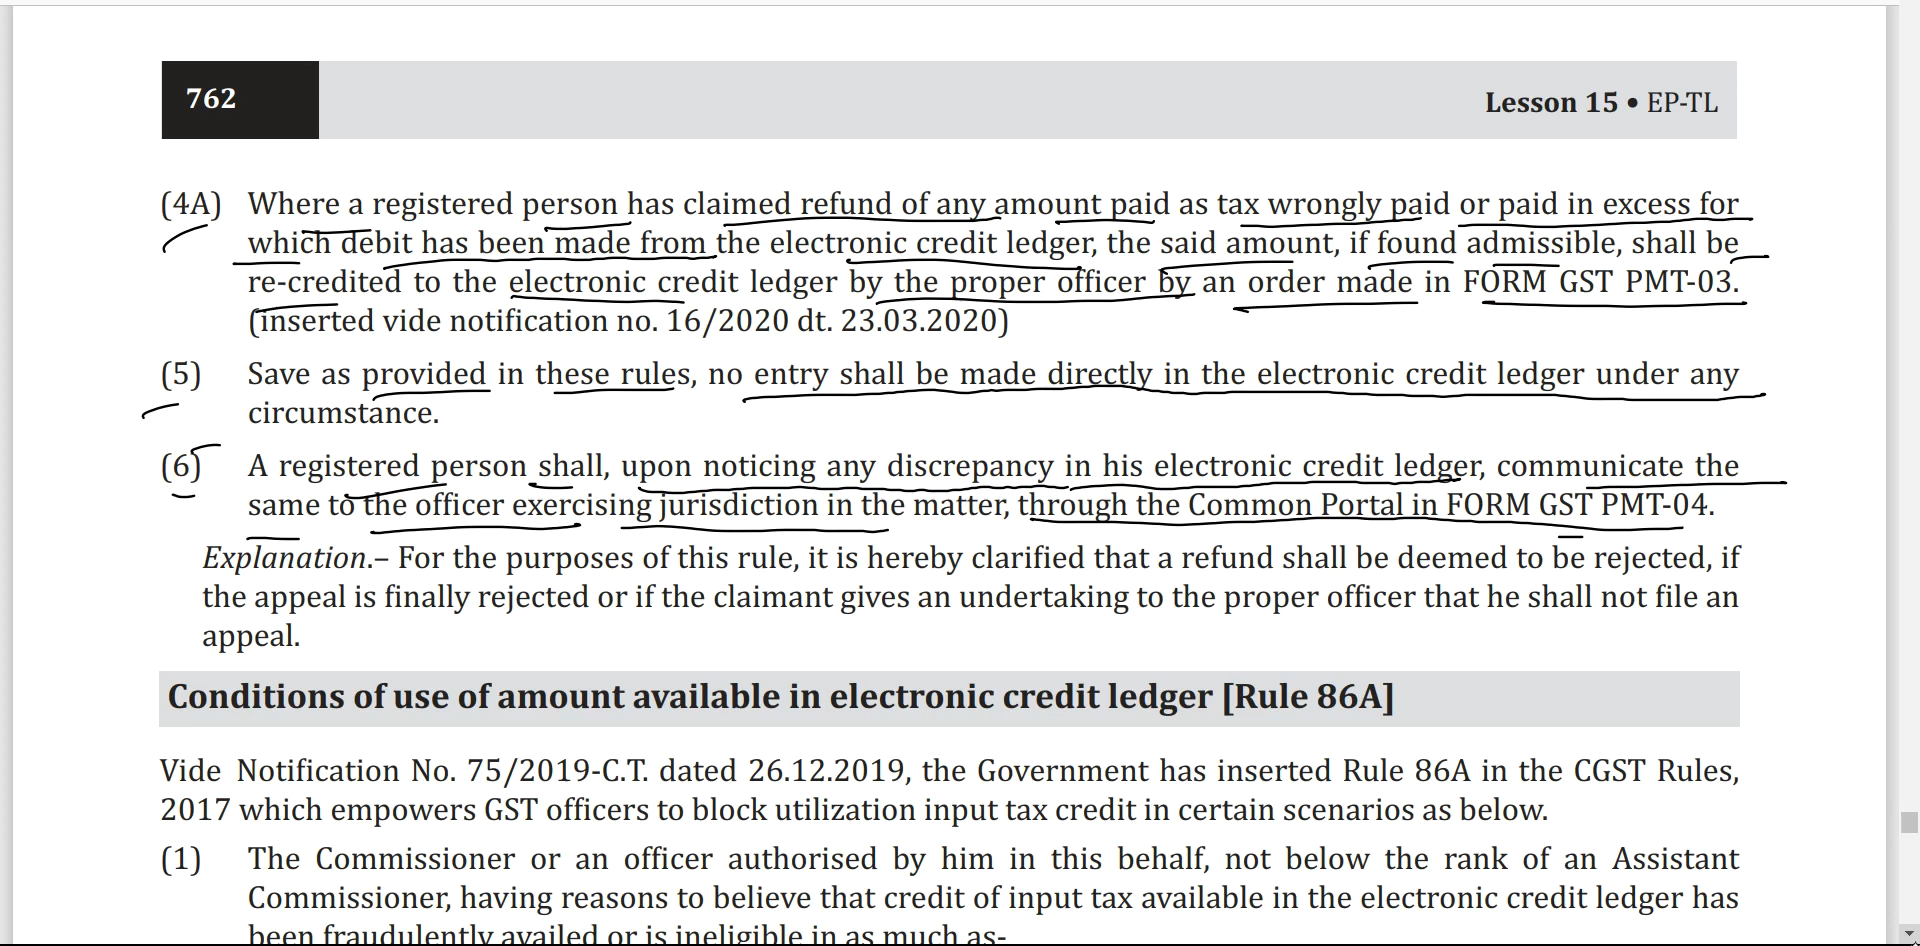 762
Lesson 15 • EP-TL
(4A) Where a registered person has claimed refund of any amount paid as tax wrongly paid or paid in excess for
which debit has been made from the electronic credit ledger, the said amount, if found admissible, shall be
re-credited to the electronic credit ledger by the proper officer by an order made in FORM GST PMT-03.
(inserted vide notification no. 16/2020 dt. 23.03.2020)
(5) Save as provided in these rules, no entry shall be made directly in the electronic credit ledger under any
circumstance.
(6) A registered person shall, upon noticing any discrepancy in his electronic credit ledger, communicate the
same to the officer exercising jurisdiction in the matter, through the Common Portal in FORM GST PMT-04.
Explanation.– For the purposes of this rule, it is hereby clarified that a refund shall be deemed to be rejected, if
the appeal is finally rejected or if the claimant gives an undertaking to the proper officer that he shall not file an
appeal.
Conditions of use of amount available in electronic credit ledger [Rule 86A]
Vide Notification No. 75/2019-C.T. dated 26.12.2019, the Government has inserted Rule 86A in the CGST Rules,
2017 which empowers GST officers to block utilization input tax credit in certain scenarios as below.
(1) The Commissioner or an officer authorised by him in this behalf, not below the rank of an Assistant
Commissioner, having reasons to believe that credit of input tax available in the electronic credit ledger has
been fraudulently availed or is ineligible in as much as-